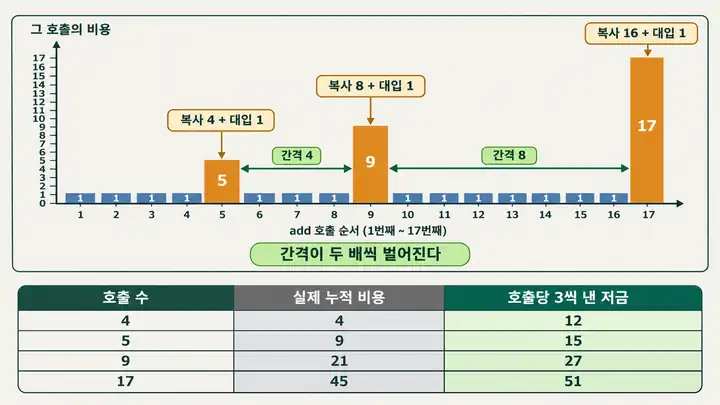 그 호출의 비용
복사 16 + 대입 1
복사 8 + 대입 1
복사 4 + 대입 1
17
16
15
14
13
12
11
10
9
8
7
6
5
4
3
2
1
0
간격 4
간격 8
1 1 1 1 5 1 1 1 9 1 1 1 1 1 1 1 17
1 2 3 4 5 6 7 8 9 10 11 12 13 14 15 16 17
add 호출 순서 (1번째 ~ 17번째)
간격이 두 배씩 벌어진다
호출 수 실제 누적 비용 호출당 3씩 낸 저금
4 4 12
5 9 15
9 21 27
17 45 51